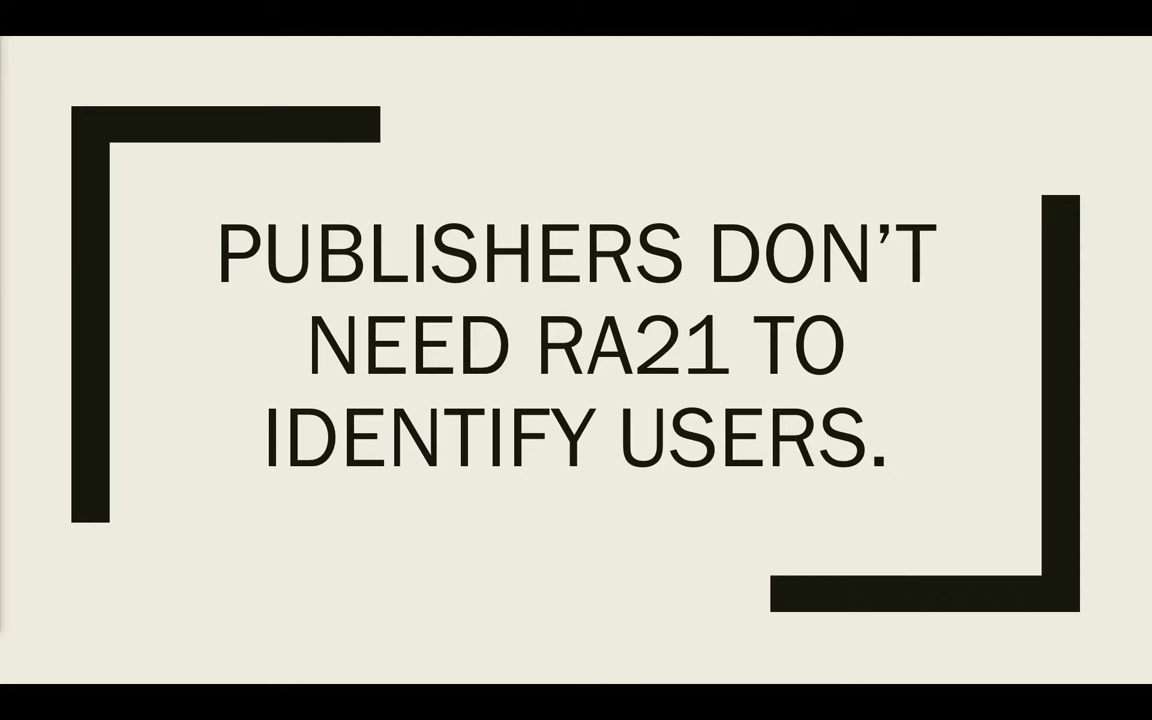 PUBLISHERS DON’T
NEED RA21 TO
IDENTIFY USERS.